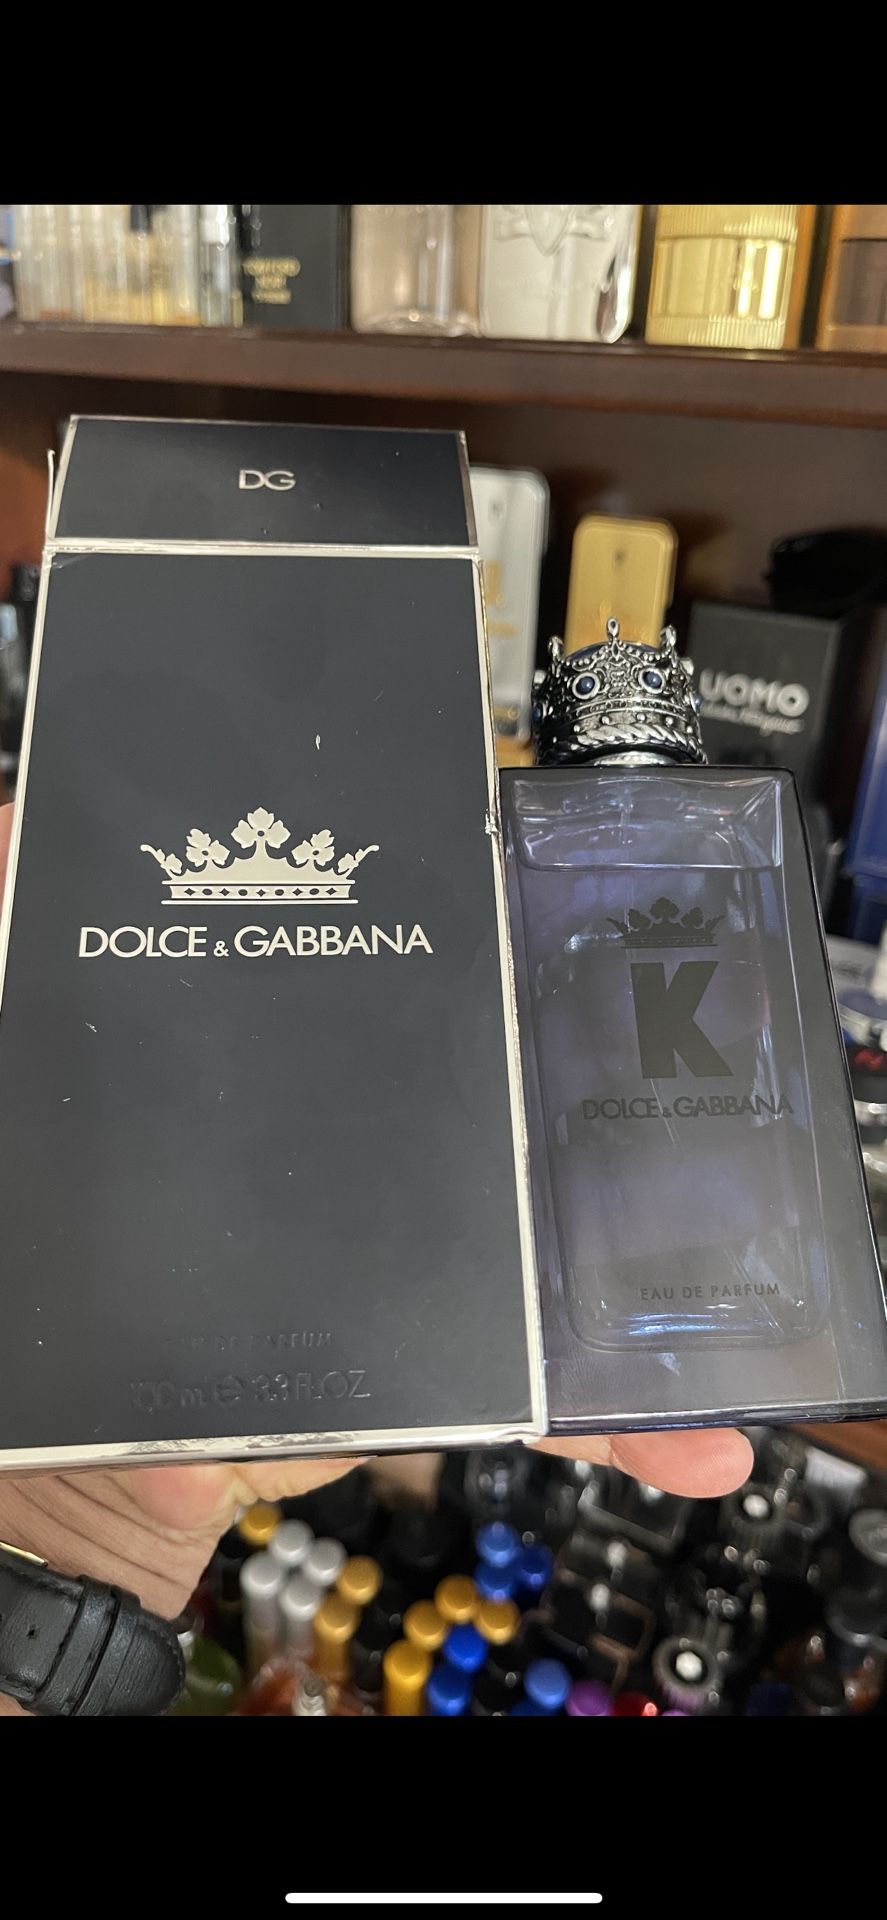 DG
DOLCE & GABBANA
EAU DE PARFUM
100 ml e 3.3 FL.OZ
UOMO
K
DOLCE & GABBANA
EAU DE PARFUM